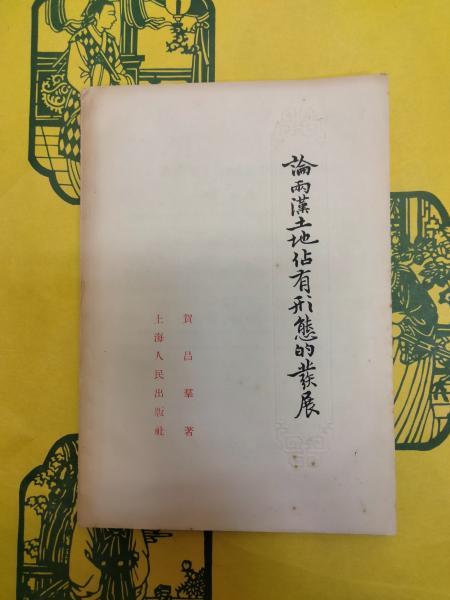 論兩漢土地佔有形態的發展
賀昌羣 著
上海人民出版社